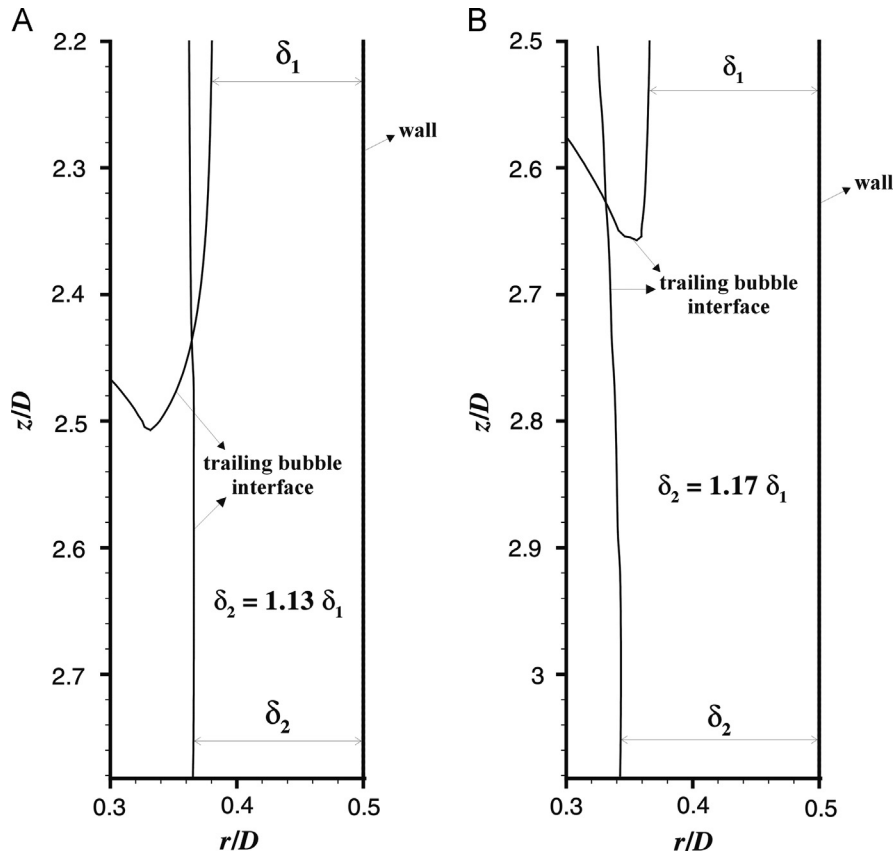 A
2.2
2.3
2.4
2.5
2.6
2.7
z/D
0.3
0.4
0.5
r/D
δ1
wall
trailing bubble
interface
δ2 = 1.13 δ1
δ2
B
2.5
2.6
2.7
2.8
2.9
3
z/D
0.3
0.4
0.5
r/D
δ1
wall
trailing bubble
interface
δ2 = 1.17 δ1
δ2